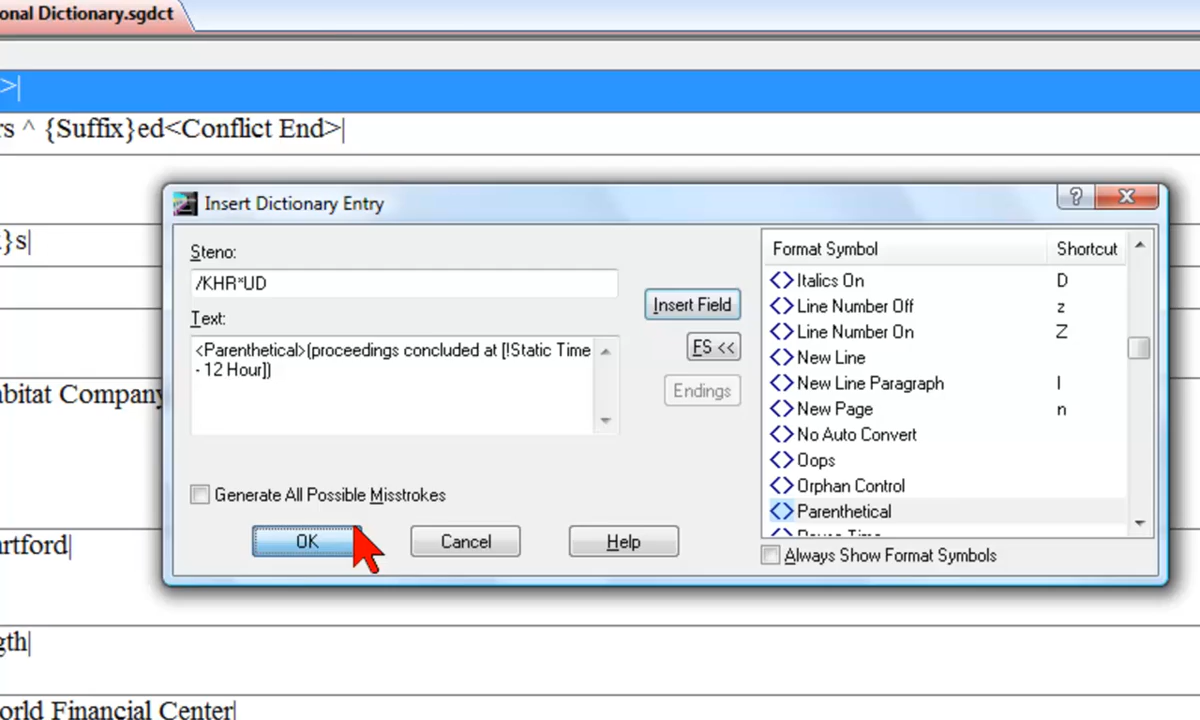 onal Dictionary.sgdct
>|
rs ^ {Suffix}ed<Conflict End>|
}s|
abitat Company
artford|
gth|
orld Financial Center|
Insert Dictionary Entry
?
X
Steno:
/KHR*UD
Text:
<Parenthetical>(proceedings concluded at [!Static Time
- 12 Hour])
Insert Field
FS <<
Endings
Generate All Possible Misstrokes
OK
Cancel
Help
Format Symbol Shortcut
<> Italics On D
<> Line Number Off z
<> Line Number On Z
<> New Line
<> New Line Paragraph l
<> New Page n
<> No Auto Convert
<> Oops
<> Orphan Control
<> Parenthetical
Always Show Format Symbols